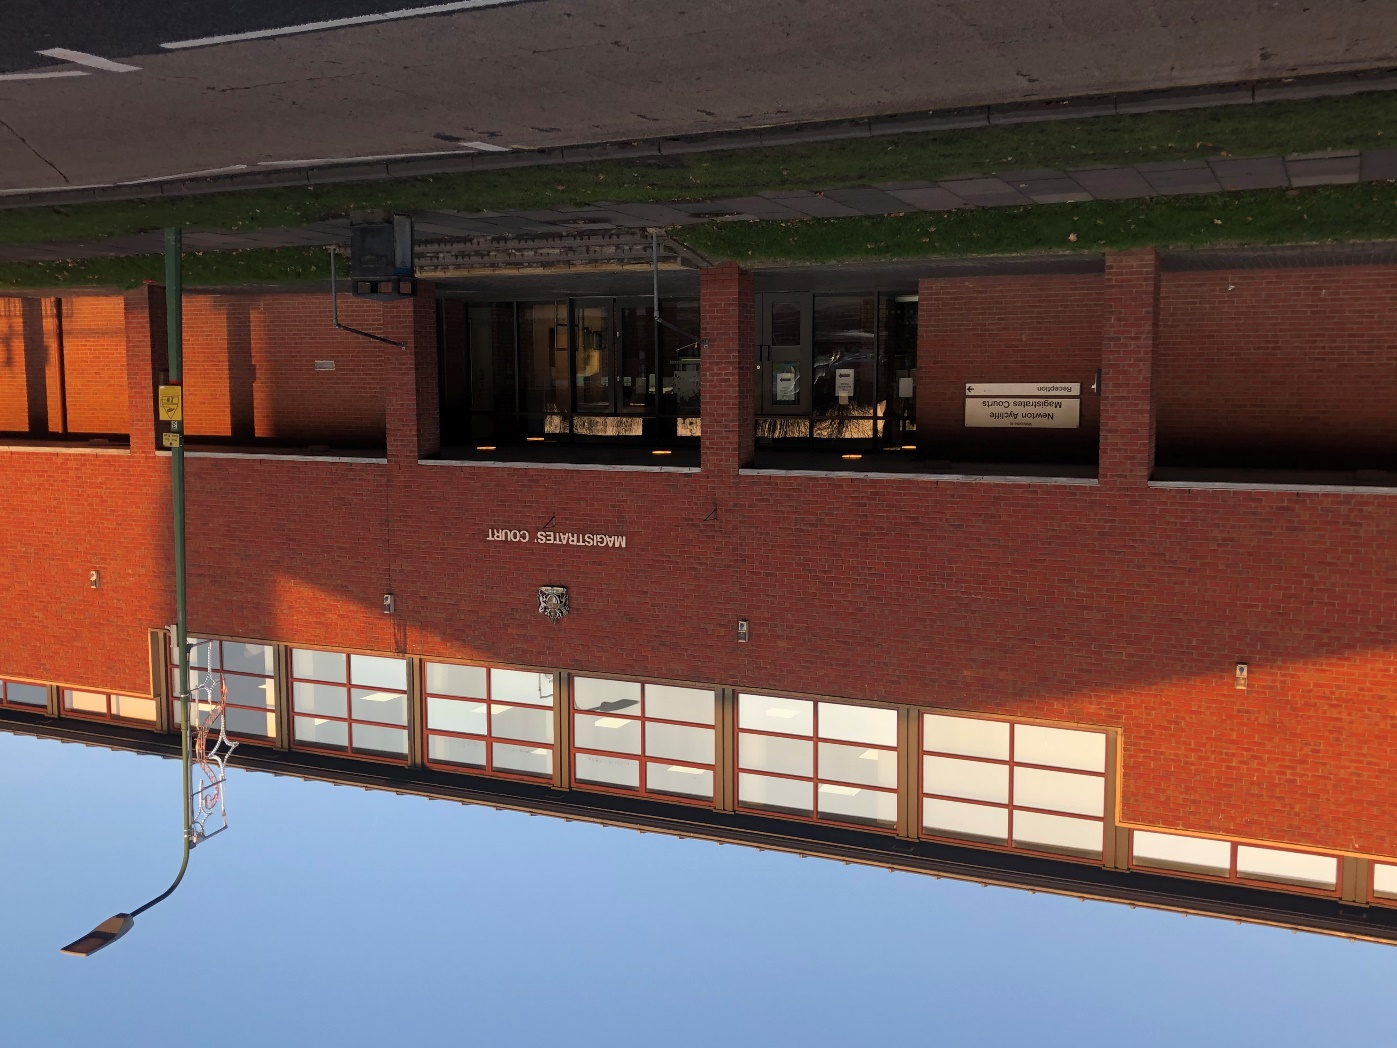 MAGISTRATES' COURT
Welcome to
Newton Aycliffe
Magistrates Courts
Reception